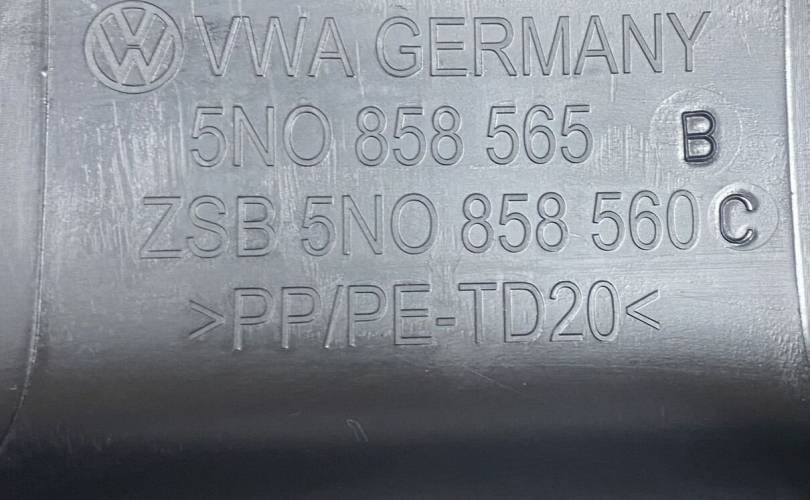 VWA GERMANY
5N0 858 565 B
ZSB 5N0 858 560 C
>PP/PE-TD20<